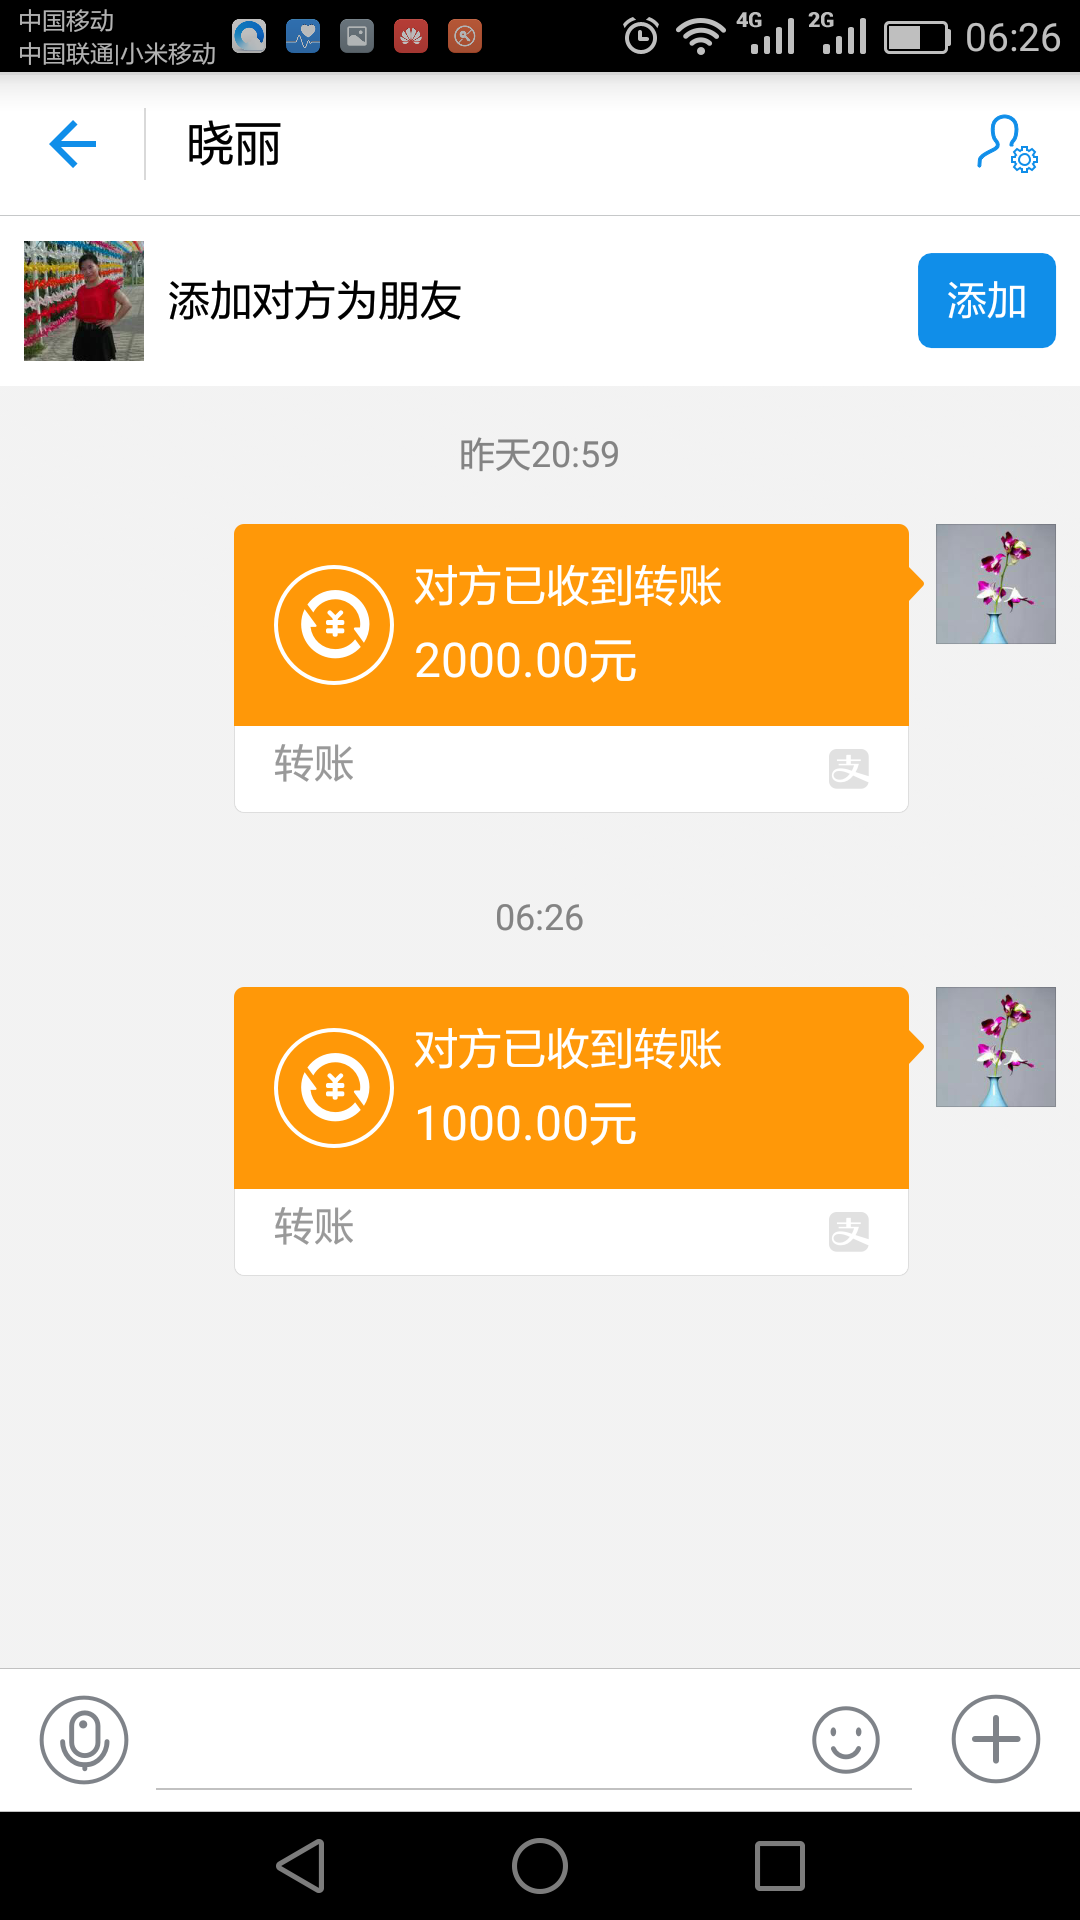 中国移动
中国联通|小米移动
4G
2G
06:26
晓丽
添加对方为朋友
添加
昨天20:59
对方已收到转账
2000.00元
转账
支
06:26
对方已收到转账
1000.00元
转账
支